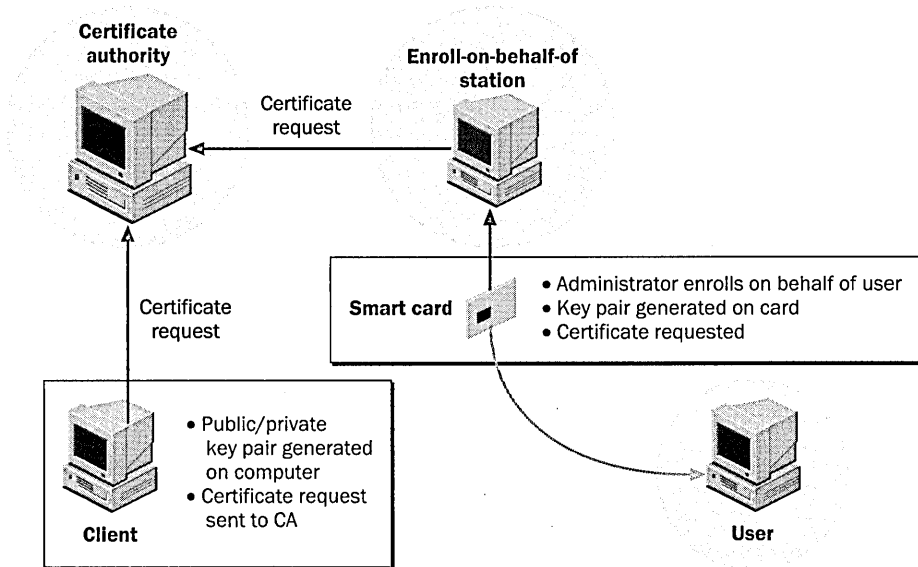 Certificate
authority
Enroll-on-behalf-of
station
Certificate
request
Certificate
request
Smart card
• Administrator enrolls on behalf of user
• Key pair generated on card
• Certificate requested
• Public/private
key pair generated
on computer
• Certificate request
sent to CA
Client
User